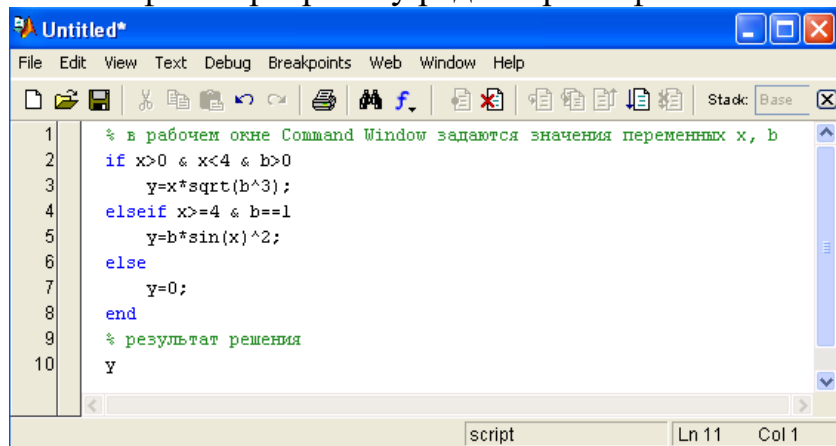 Untitled*
File Edit View Text Debug Breakpoints Web Window Help
Stack: Base
1 % в рабочем окне Command Window задаются значения переменных x, b
2 if x>0 & x<4 & b>0
3 y=x*sqrt(b^3);
4 elseif x>=4 & b==1
5 y=b*sin(x)^2;
6 else
7 y=0;
8 end
9 % результат решения
10 y
script Ln 11 Col 1